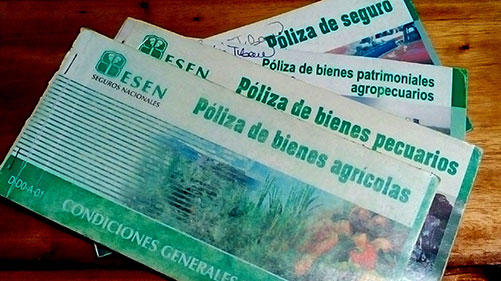 Póliza de seguro
Póliza de bienes patrimoniales
agropecuarios
ESEN
Póliza de bienes pecuarios
ESEN
SEGUROS NACIONALES
Póliza de bienes agrícolas
CONDICIONES GENERALES